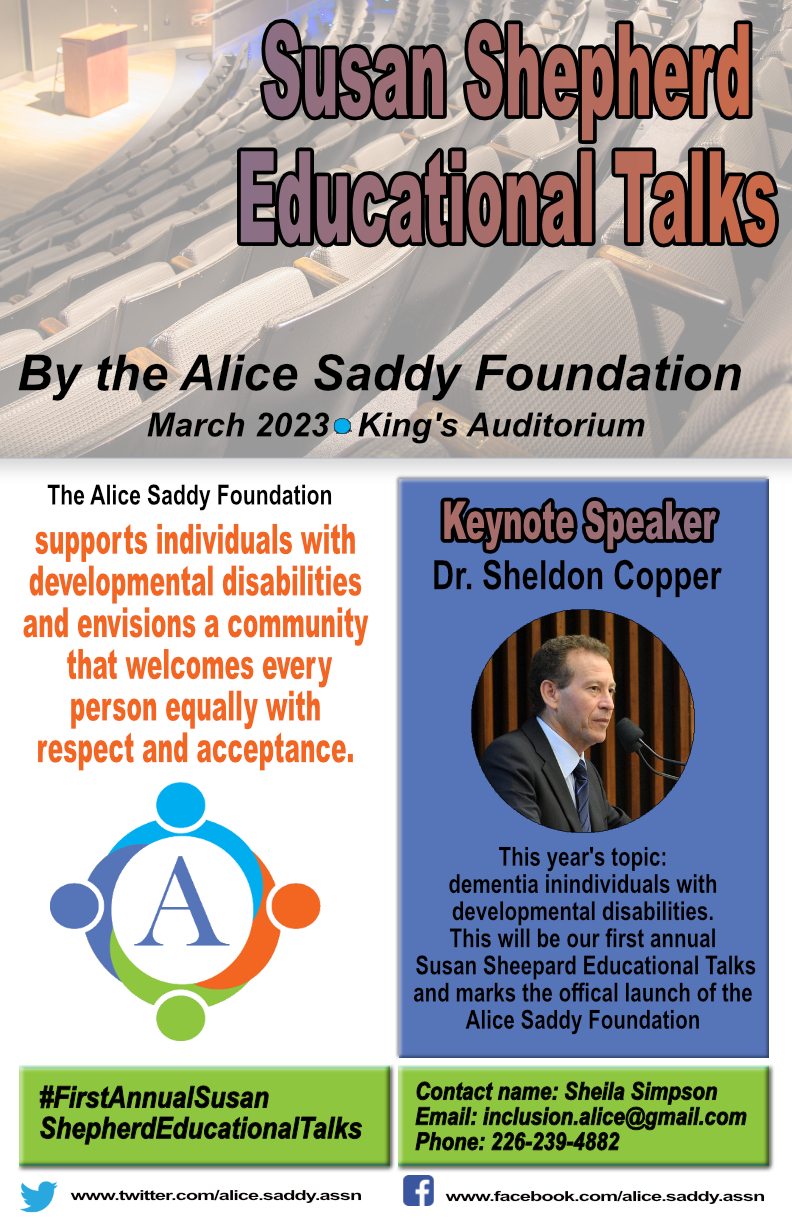 Susan Shepherd
Educational Talks
By the Alice Saddy Foundation
March 2023 • King's Auditorium
The Alice Saddy Foundation
supports individuals with
developmental disabilities
and envisions a community
that welcomes every
person equally with
respect and acceptance.
A
Keynote Speaker
Dr. Sheldon Copper
This year's topic:
dementia inindividuals with
developmental disabilities.
This will be our first annual
Susan Sheepard Educational Talks
and marks the offical launch of the
Alice Saddy Foundation
#FirstAnnualSusan
ShepherdEducationalTalks
Contact name: Sheila Simpson
Email: inclusion.alice@gmail.com
Phone: 226-239-4882
www.twitter.com/alice.saddy.assn
f www.facebook.com/alice.saddy.assn